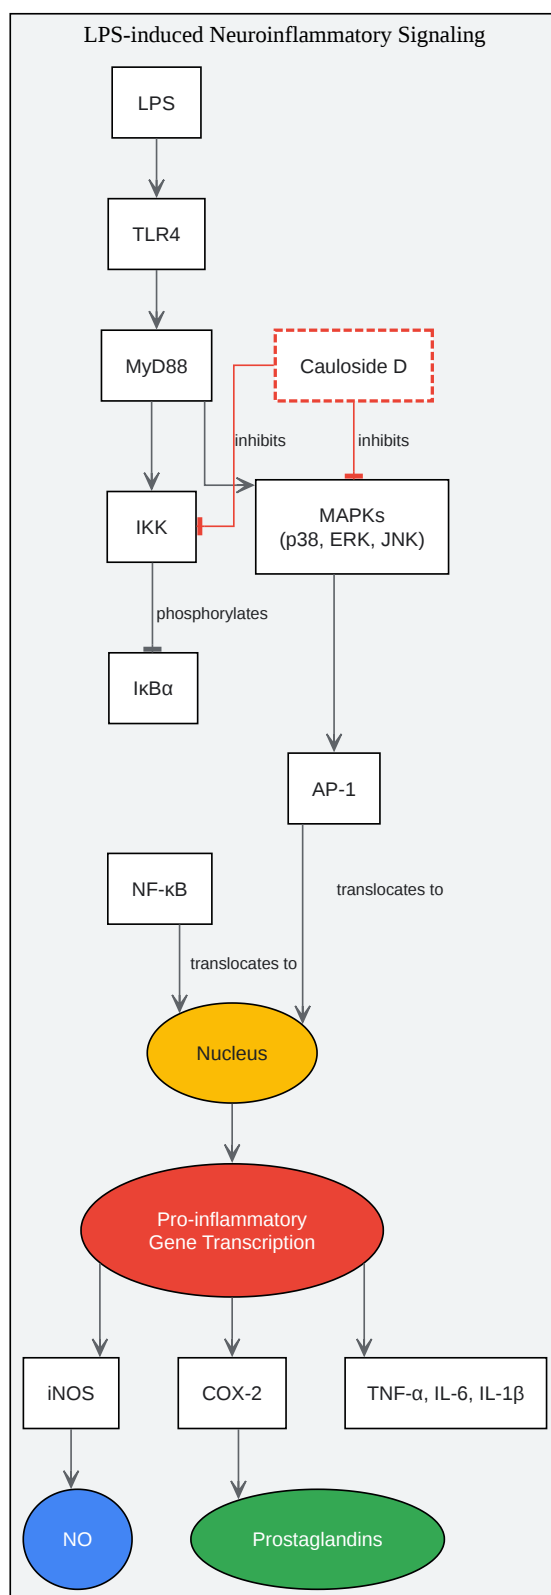 LPS-induced Neuroinflammatory Signaling
LPS
TLR4
MyD88
Cauloside D
inhibits
inhibits
IKK
MAPKs
(p38, ERK, JNK)
phosphorylates
IκBα
AP-1
NF-κB
translocates to
translocates to
Nucleus
Pro-inflammatory
Gene Transcription
iNOS
COX-2
TNF-α, IL-6, IL-1β
NO
Prostaglandins